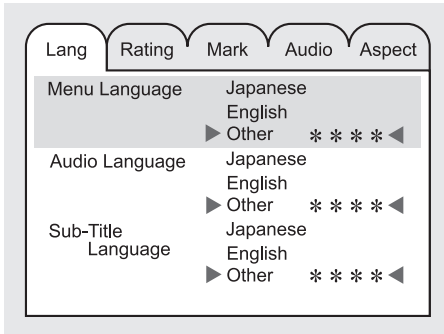 Lang Rating Mark Audio Aspect
Menu Language Japanese
English
▶ Other ＊＊＊＊◀
Audio Language Japanese
English
▶ Other ＊＊＊＊◀
Sub-Title Japanese
Language English
▶ Other ＊＊＊＊◀